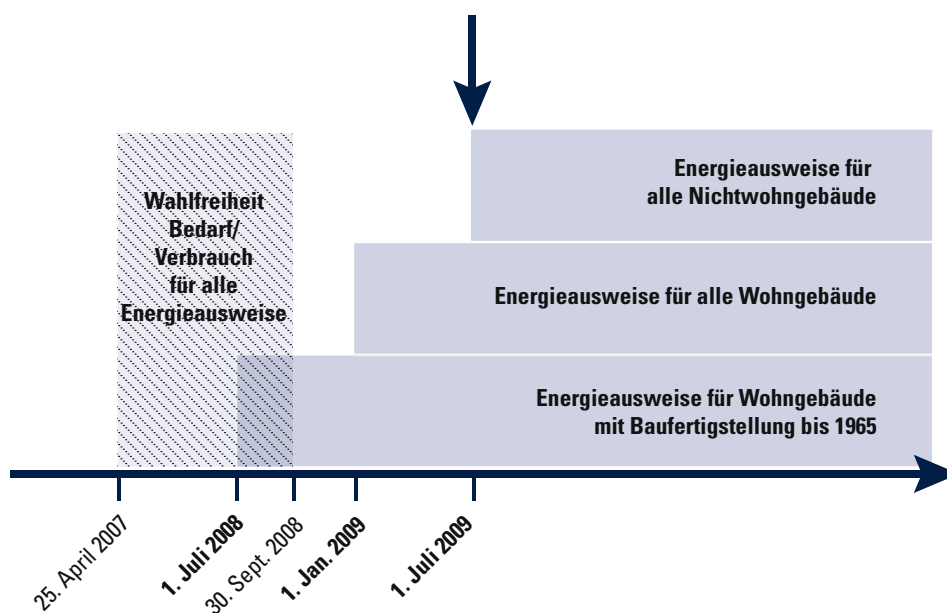 Energieausweise für
alle Nichtwohngebäude
Wahlfreiheit
Bedarf/
Verbrauch
für alle
Energieausweise
Energieausweise für alle Wohngebäude
Energieausweise für Wohngebäude
mit Baufertigstellung bis 1965
25. April 2007
1. Juli 2008
30. Sept. 2008
1. Jan. 2009
1. Juli 2009